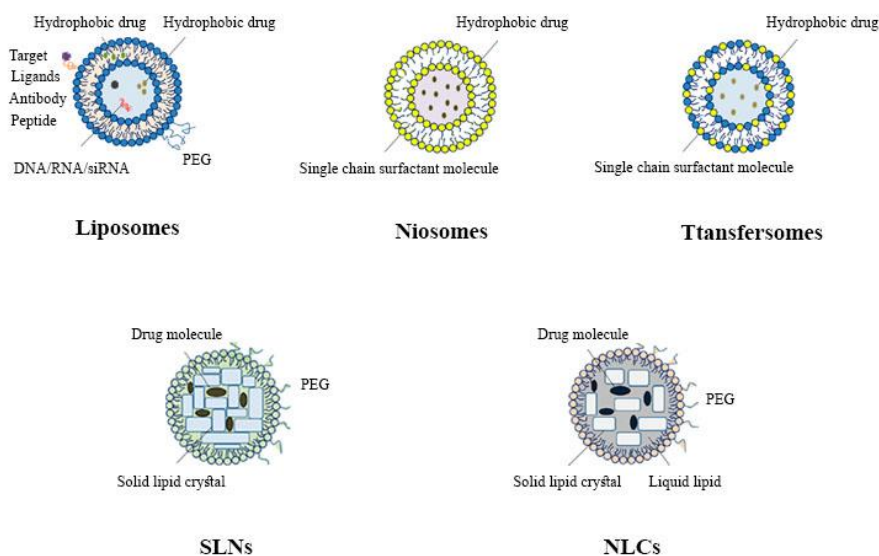 Hydrophobic drug
Hydrophobic drug
Target
Ligands
Antibody
Peptide
DNA/RNA/siRNA
PEG
Liposomes
Hydrophobic drug
Single chain surfactant molecule
Niosomes
Hydrophobic drug
Single chain surfactant molecule
Ttansfersomes
Drug molecule
PEG
Solid lipid crystal
SLNs
Drug molecule
PEG
Solid lipid crystal
Liquid lipid
NLCs